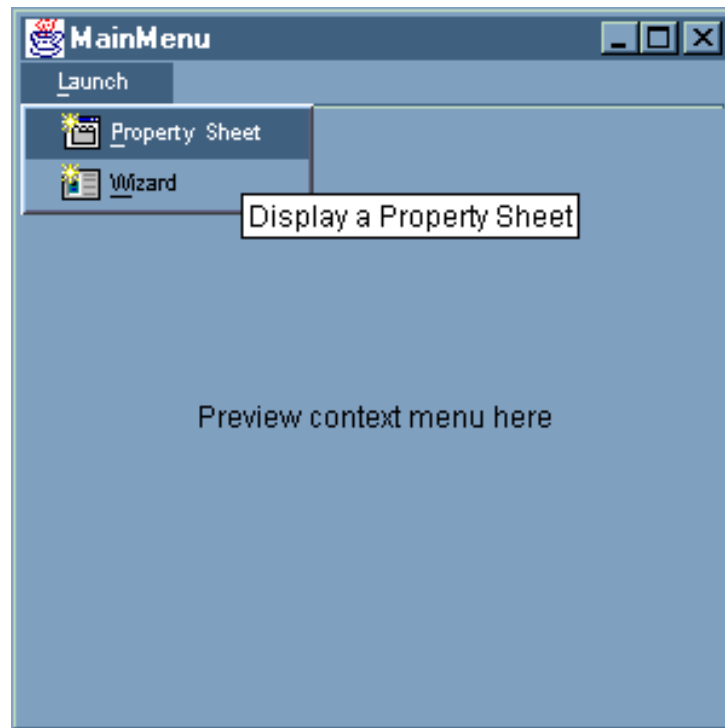 MainMenu
Launch
Property Sheet
Wizard
Display a Property Sheet
Preview context menu here